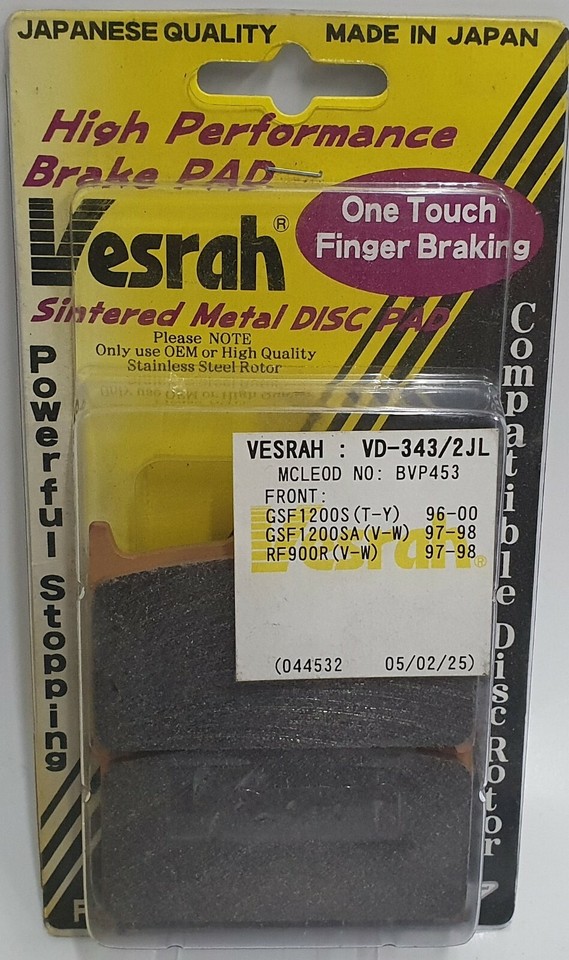 JAPANESE QUALITY MADE IN JAPAN
High Performance
Brake PAD
One Touch
Finger Braking
Vesrah®
Sintered Metal DISC PAD
Please NOTE
Only use OEM or High Quality
Stainless Steel Rotor
Powerful Stopping
Compatible Disc Rotor
VESRAH : VD-343/2JL
MCLEOD NO: BVP453
FRONT:
GSF1200S(T-Y) 96-00
GSF1200SA(V-W) 97-98
RF900R(V-W) 97-98
Vesrah®
(044532 05/02/25)